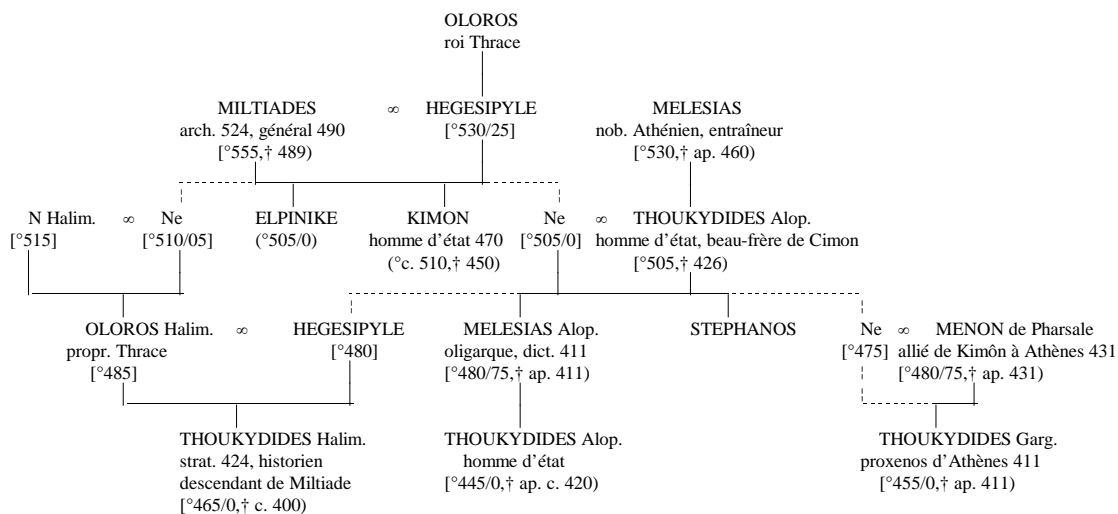 OLOROS
roi Thrace
MILTIADES ∞ HEGESIPYLE MELESIAS
arch. 524, général 490 [°530/25] nob. Athénien, entraîneur
[°555,† 489) [°530,† ap. 460)
N Halim. ∞ Ne ELPINIKE KIMON Ne ∞ THOUKYDIDES Alop.
[°515] [°510/05] (°505/0) homme d'état 470 [°505/0] homme d'état, beau-frère de Cimon
(°c. 510,† 450) [°505,† 426)
OLOROS Halim. ∞ HEGESIPYLE MELESIAS Alop. STEPHANOS Ne ∞ MENON de Pharsale
propr. Thrace [°480] oligarque, dict. 411 [°475] allié de Kimôn à Athènes 431
[°485] [°480/75,† ap. 411) [°480/75,† ap. 431)
THOUKYDIDES Halim. THOUKYDIDES Alop. THOUKYDIDES Garg.
strat. 424, historien homme d'état proxenos d'Athènes 411
descendant de Miltiade [°445/0,† ap. c. 420) [°455/0,† ap. 411)
[°465/0,† c. 400)